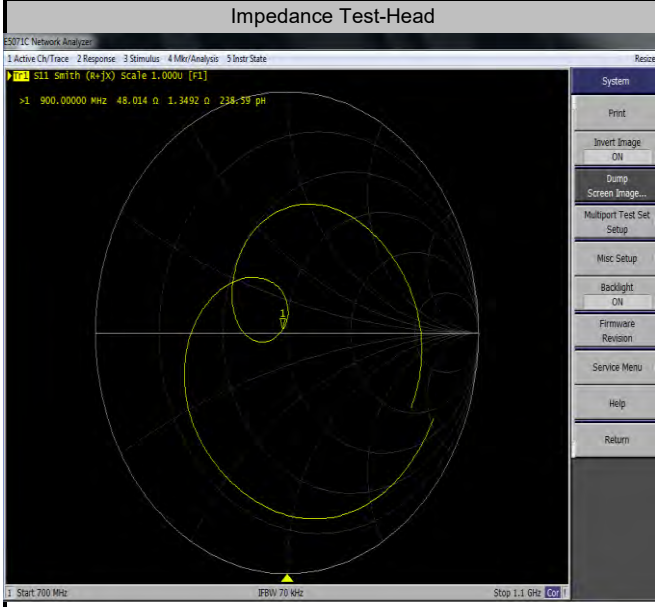 Impedance Test-Head
E5071C Network Analyzer
1 Active Ch/Trace 2 Response 3 Stimulus 4 Mkr/Analysis 5 Instr State
Resize
Tr1 S11 Smith (R+jX) Scale 1.000U [F1]
>1 900.00000 MHz 48.014 Ω 1.3492 Ω 238.59 pH
System
Print
Invert Image
ON
Dump
Screen Image...
Multiport Test Set
Setup
Misc Setup
Backlight
ON
Firmware
Revision
Service Menu
Help
Return
1
1 Start 700 MHz
IFBW 70 kHz
Stop 1.1 GHz Cor !